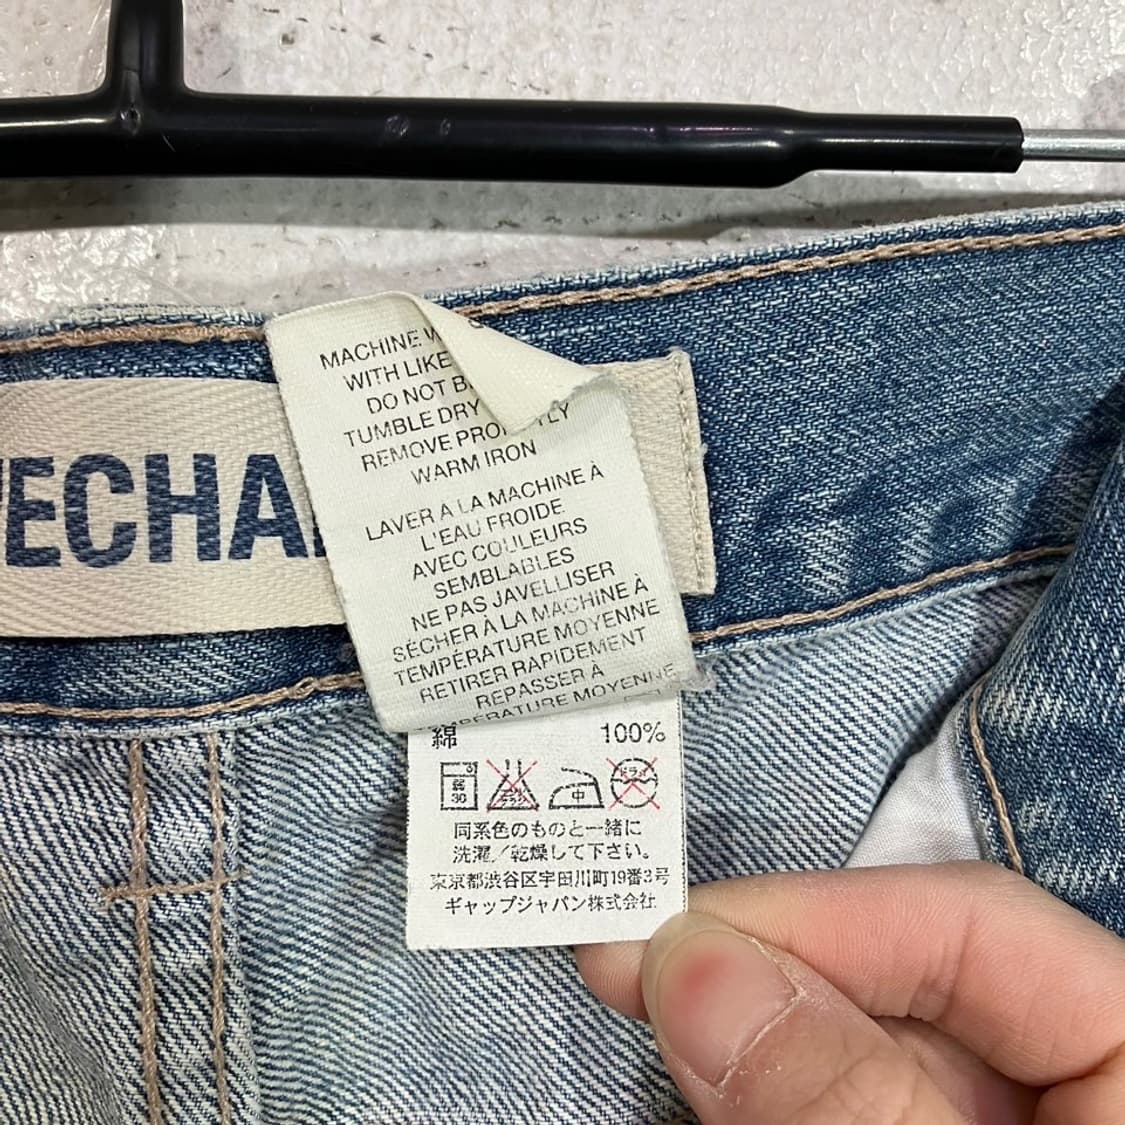 ECHA
MACHINE
WITH LIKE
DO NOT
TUMBLE DRY
REMOVE
WARM IRON
LAVER À LA MACHINE À
L'EAU FROIDE
AVEC COULEURS
SEMBLABLES
NE PAS JAVELLISER
SÉCHER À LA MACHINE À
TEMPÉRATURE MOYENNE
RETIRER RAPIDEMENT
REPASSER À
TEMPÉRATURE MOYENNE
綿 100%
弱 30 中
同系色のものと一緒に
洗濯/乾燥して下さい。
東京都渋谷区宇田川町19番3号
ギャップジャパン株式会社